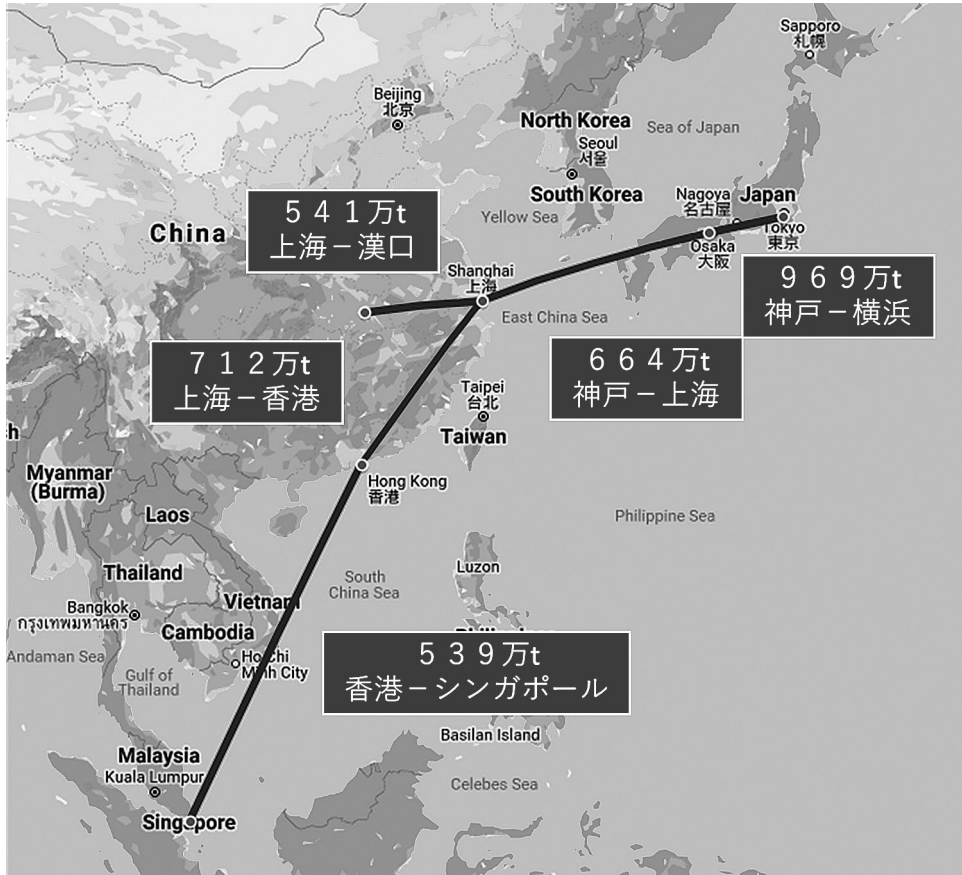 Sapporo
札幌
Beijing
北京
North Korea
Sea of Japan
Seoul
서울
South Korea
Nagoya
名古屋
Japan
Tokyo
東京
Osaka
大阪
５４１万t
上海－漢口
Yellow Sea
China
Shanghai
上海
East China Sea
９６９万t
神戸－横浜
７１２万t
上海－香港
６６４万t
神戸－上海
Taipei
台北
Taiwan
Myanmar
(Burma)
Hong Kong
香港
Laos
Philippine Sea
Thailand
Luzon
South
China Sea
Vietnam
Bangkok
กรุงเทพมหานคร
Cambodia
Andaman Sea
Ho Chi
Minh City
Gulf of
Thailand
５３９万t
香港－シンガポール
Basilan Island
Malaysia
Kuala Lumpur
Celebes Sea
Singapore